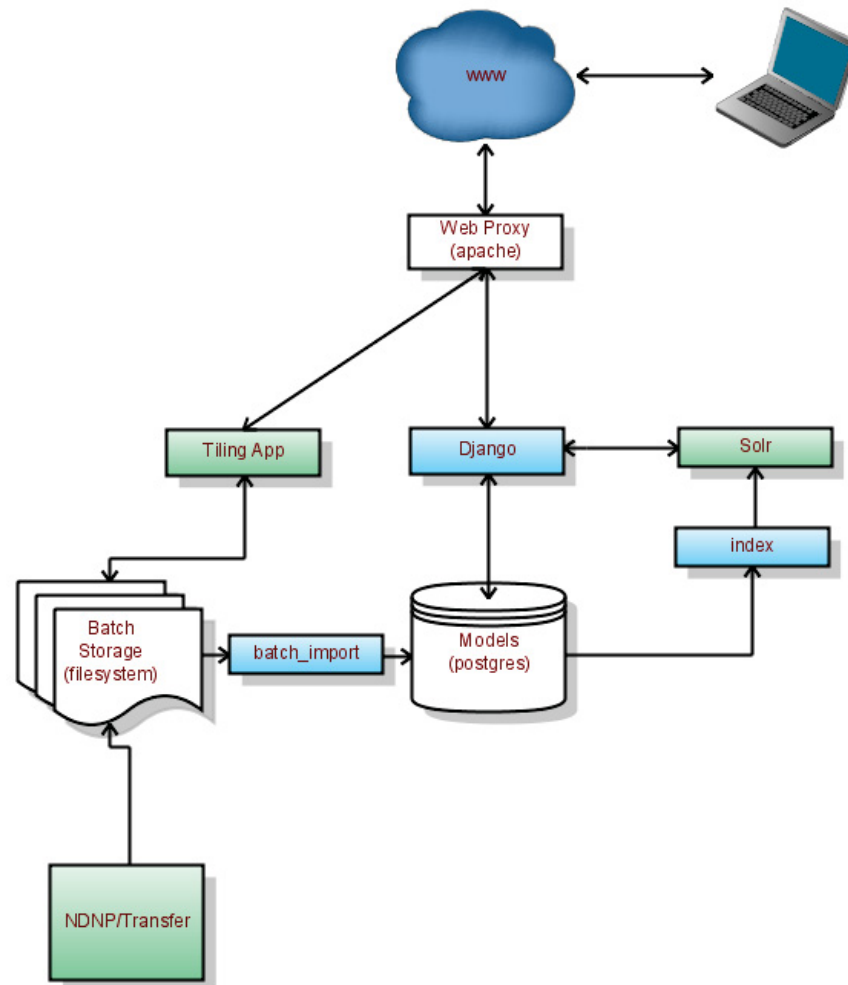 www
Web Proxy
(apache)
Tiling App
Django
Solr
index
Batch
Storage
(filesystem)
batch_import
Models
(postgres)
NDNP/Transfer